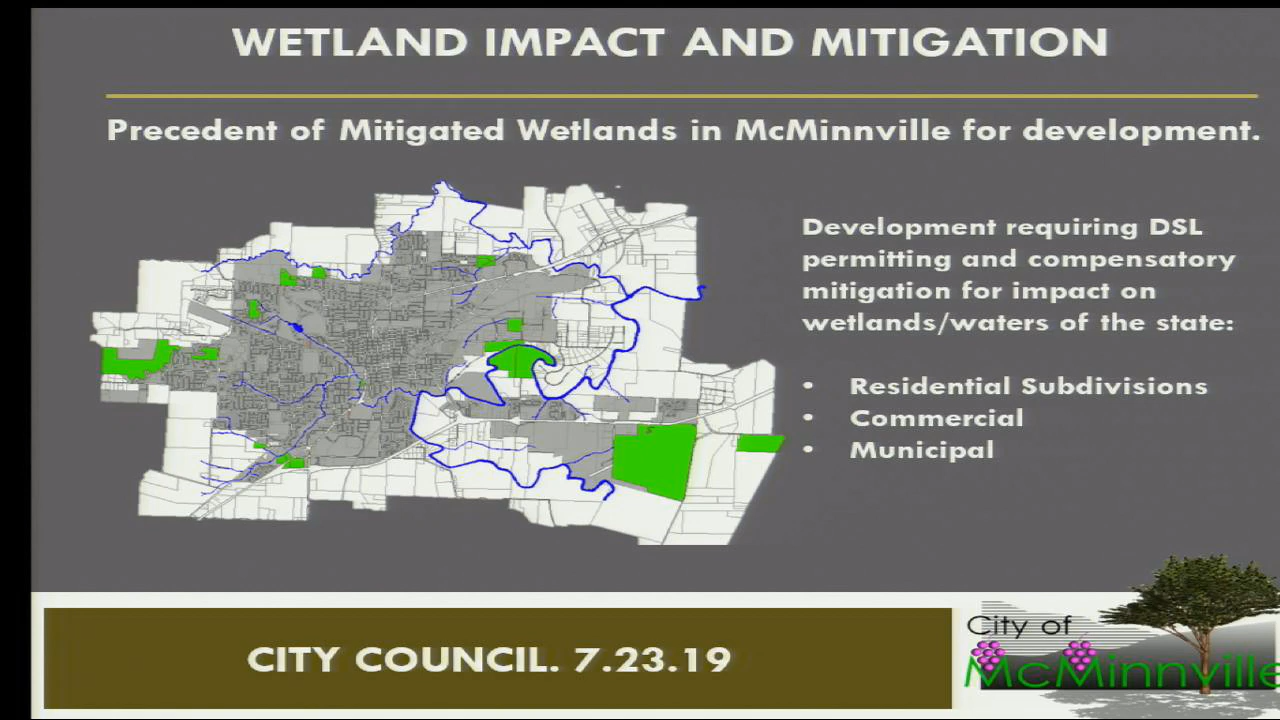 WETLAND IMPACT AND MITIGATION
Precedent of Mitigated Wetlands in McMinnville for development.
Development requiring DSL
permitting and compensatory
mitigation for impact on
wetlands/waters of the state:
• Residential Subdivisions
• Commercial
• Municipal
CITY COUNCIL. 7.23.19
City of
McMinnville